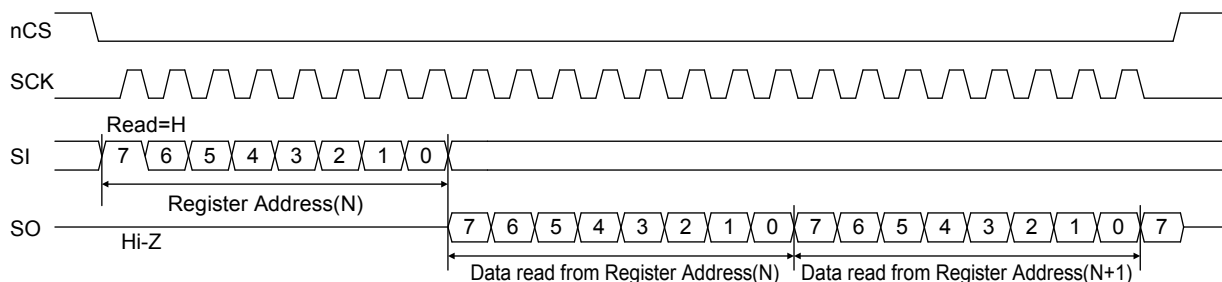 nCS
SCK
Read=H
SI 7 6 5 4 3 2 1 0
Register Address(N)
SO 7 6 5 4 3 2 1 0 7 6 5 4 3 2 1 0 7
Hi-Z
Data read from Register Address(N) Data read from Register Address(N+1)